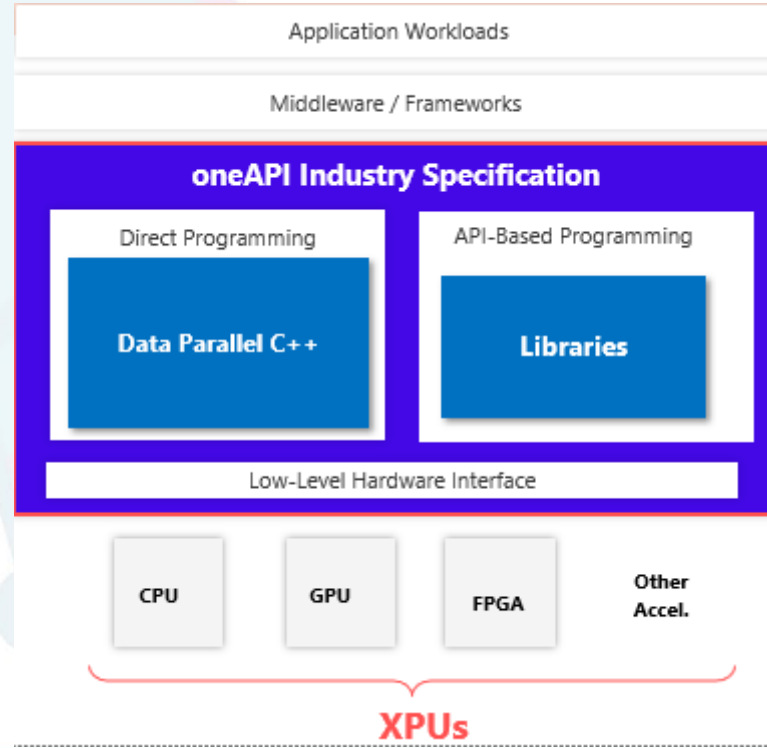 Application Workloads
Middleware / Frameworks
oneAPI Industry Specification
Direct Programming
API-Based Programming
Data Parallel C++
Libraries
Low-Level Hardware Interface
CPU
GPU
FPGA
Other
Accel.
XPUs